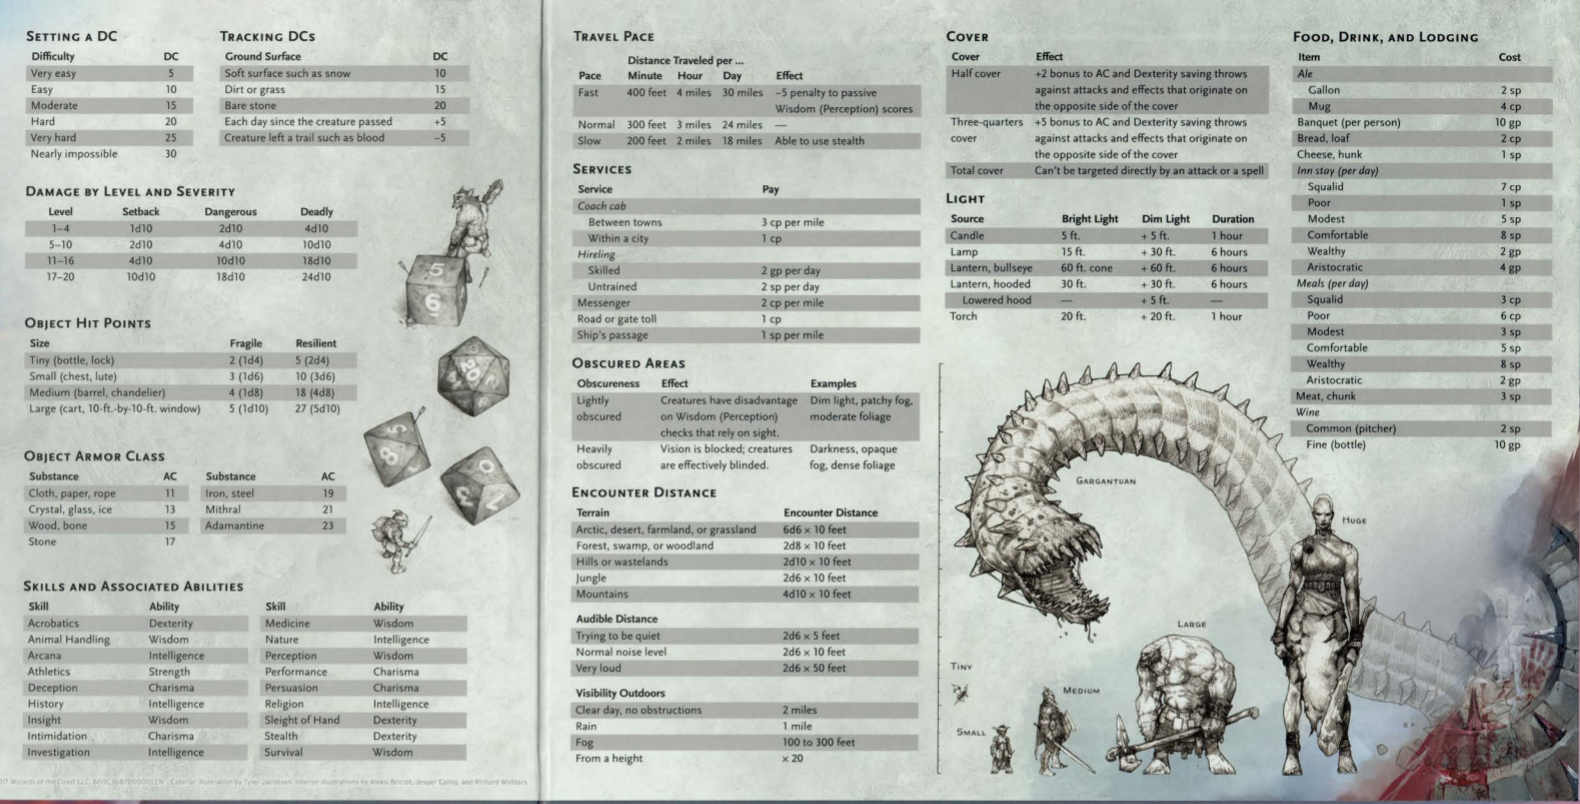 SETTING A DC
Difficulty DC
Very easy 5
Easy 10
Moderate 15
Hard 20
Very hard 25
Nearly impossible 30
TRACKING DCs
Ground Surface DC
Soft surface such as snow 10
Dirt or grass 15
Bare stone 20
Each day since the creature passed +5
Creature left a trail such as blood −5
DAMAGE BY LEVEL AND SEVERITY
Level Setback Dangerous Deadly
1–4 1d10 2d10 4d10
5–10 2d10 4d10 10d10
11–16 4d10 10d10 18d10
17–20 10d10 18d10 24d10
OBJECT HIT POINTS
Size Fragile Resilient
Tiny (bottle, lock) 2 (1d4) 5 (2d4)
Small (chest, lute) 3 (1d6) 10 (3d6)
Medium (barrel, chandelier) 4 (1d8) 18 (4d8)
Large (cart, 10-ft.-by-10-ft. window) 5 (1d10) 27 (5d10)
OBJECT ARMOR CLASS
Substance AC Substance AC
Cloth, paper, rope 11 Iron, steel 19
Crystal, glass, ice 13 Mithral 21
Wood, bone 15 Adamantine 23
Stone 17
5
6
20
5
8
0
SKILLS AND ASSOCIATED ABILITIES
Skill Ability Skill Ability
Acrobatics Dexterity Medicine Wisdom
Animal Handling Wisdom Nature Intelligence
Arcana Intelligence Perception Wisdom
Athletics Strength Performance Charisma
Deception Charisma Persuasion Charisma
History Intelligence Religion Intelligence
Insight Wisdom Sleight of Hand Dexterity
Intimidation Charisma Stealth Dexterity
Investigation Intelligence Survival Wisdom
Wizards of the Coast LLC. Exterior illustration by Tyler Jacobson. Interior illustrations by Aleksi Briclot, Jesper Ejsing, and Richard Whitters.
TRAVEL PACE
Distance Traveled per ...
Pace Minute Hour Day Effect
Fast 400 feet 4 miles 30 miles −5 penalty to passive
Wisdom (Perception) scores
Normal 300 feet 3 miles 24 miles —
Slow 200 feet 2 miles 18 miles Able to use stealth
SERVICES
Service Pay
Coach cab
Between towns 3 cp per mile
Within a city 1 cp
Hireling
Skilled 2 gp per day
Untrained 2 sp per day
Messenger 2 cp per mile
Road or gate toll 1 cp
Ship's passage 1 sp per mile
OBSCURED AREAS
Obscureness Effect Examples
Lightly Creatures have disadvantage Dim light, patchy fog,
obscured on Wisdom (Perception) moderate foliage
checks that rely on sight.
Heavily Vision is blocked; creatures Darkness, opaque
obscured are effectively blinded. fog, dense foliage
ENCOUNTER DISTANCE
Terrain Encounter Distance
Arctic, desert, farmland, or grassland 6d6 × 10 feet
Forest, swamp, or woodland 2d8 × 10 feet
Hills or wastelands 2d10 × 10 feet
Jungle 2d6 × 10 feet
Mountains 4d10 × 10 feet
Audible Distance
Trying to be quiet 2d6 × 5 feet
Normal noise level 2d6 × 10 feet
Very loud 2d6 × 50 feet
Visibility Outdoors
Clear day, no obstructions 2 miles
Rain 1 mile
Fog 100 to 300 feet
From a height × 20
COVER
Cover Effect
Half cover +2 bonus to AC and Dexterity saving throws
against attacks and effects that originate on
the opposite side of the cover
Three-quarters +5 bonus to AC and Dexterity saving throws
cover against attacks and effects that originate on
the opposite side of the cover
Total cover Can't be targeted directly by an attack or a spell
LIGHT
Source Bright Light Dim Light Duration
Candle 5 ft. + 5 ft. 1 hour
Lamp 15 ft. + 30 ft. 6 hours
Lantern, bullseye 60 ft. cone + 60 ft. 6 hours
Lantern, hooded 30 ft. + 30 ft. 6 hours
Lowered hood — + 5 ft. —
Torch 20 ft. + 20 ft. 1 hour
GARGANTUAN
HUGE
LARGE
TINY
MEDIUM
SMALL
FOOD, DRINK, AND LODGING
Item Cost
Ale
Gallon 2 sp
Mug 4 cp
Banquet (per person) 10 gp
Bread, loaf 2 cp
Cheese, hunk 1 sp
Inn stay (per day)
Squalid 7 cp
Poor 1 sp
Modest 5 sp
Comfortable 8 sp
Wealthy 2 gp
Aristocratic 4 gp
Meals (per day)
Squalid 3 cp
Poor 6 cp
Modest 3 sp
Comfortable 5 sp
Wealthy 8 sp
Aristocratic 2 gp
Meat, chunk 3 sp
Wine
Common (pitcher) 2 sp
Fine (bottle) 10 gp